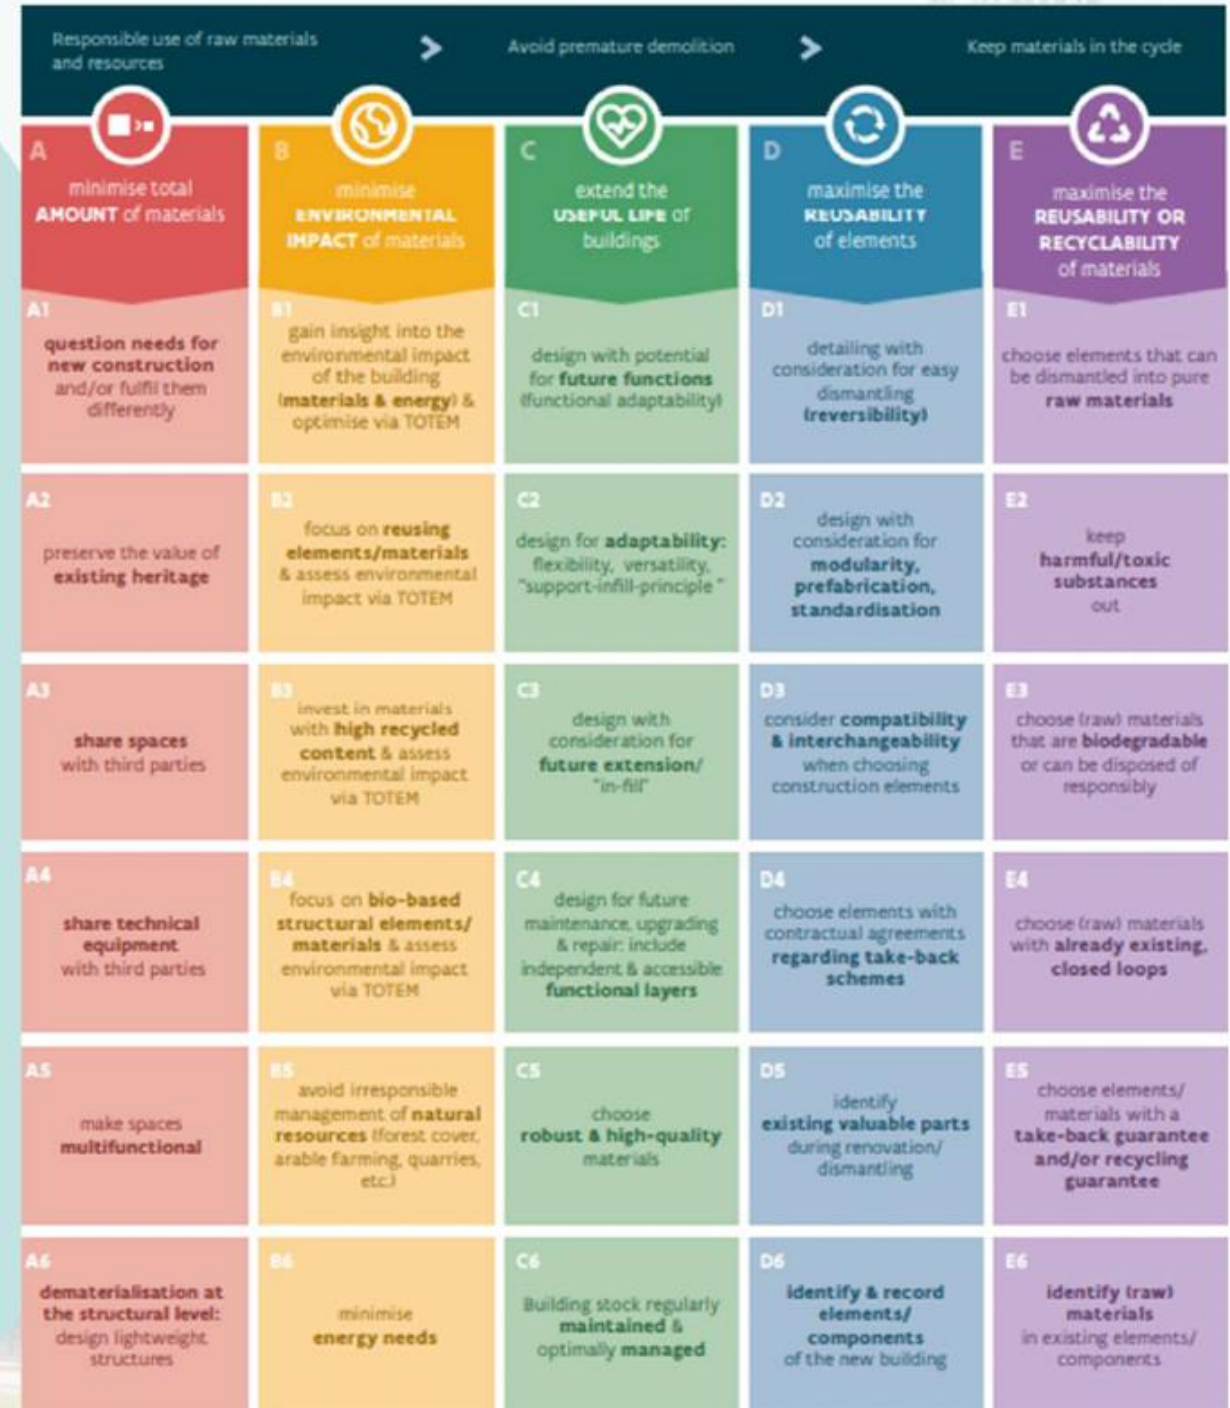 Responsible use of raw materials
and resources
>
Avoid premature demolition
>
Keep materials in the cycle
A
minimise total
AMOUNT of materials
B
minimise
ENVIRONMENTAL
IMPACT of materials
C
extend the
USEFUL LIFE of
buildings
D
maximise the
REUSABILITY
of elements
E
maximise the
REUSABILITY OR
RECYCLABILITY
of materials
A1
question needs for
new construction
and/or fulfil them
differently
B1
gain insight into the
environmental impact
of the building
(materials & energy) &
optimise via TOTEM
C1
design with potential
for future functions
(functional adaptability)
D1
detailing with
consideration for easy
dismantling
(reversibility)
E1
choose elements that can
be dismantled into pure
raw materials
A2
preserve the value of
existing heritage
B2
focus on reusing
elements/materials
& assess environmental
impact via TOTEM
C2
design for adaptability:
flexibility, versatility,
"support-infill-principle "
D2
design with
consideration for
modularity,
prefabrication,
standardisation
E2
keep
harmful/toxic
substances
out
A3
share spaces
with third parties
B3
invest in materials
with high recycled
content & assess
environmental impact
via TOTEM
C3
design with
consideration for
future extension/
"in-fill"
D3
consider compatibility
& interchangeability
when choosing
construction elements
E3
choose (raw) materials
that are biodegradable
or can be disposed of
responsibly
A4
share technical
equipment
with third parties
B4
focus on bio-based
structural elements/
materials & assess
environmental impact
via TOTEM
C4
design for future
maintenance, upgrading
& repair: include
independent & accessible
functional layers
D4
choose elements with
contractual agreements
regarding take-back
schemes
E4
choose (raw) materials
with already existing,
closed loops
A5
make spaces
multifunctional
B5
avoid irresponsible
management of natural
resources (forest cover,
arable farming, quarries,
etc.)
C5
choose
robust & high-quality
materials
D5
identify
existing valuable parts
during renovation/
dismantling
E5
choose elements/
materials with a
take-back guarantee
and/or recycling
guarantee
A6
dematerialisation at
the structural level:
design lightweight
structures
B6
minimise
energy needs
C6
Building stock regularly
maintained &
optimally managed
D6
identify & record
elements/
components
of the new building
E6
identify (raw)
materials
in existing elements/
components